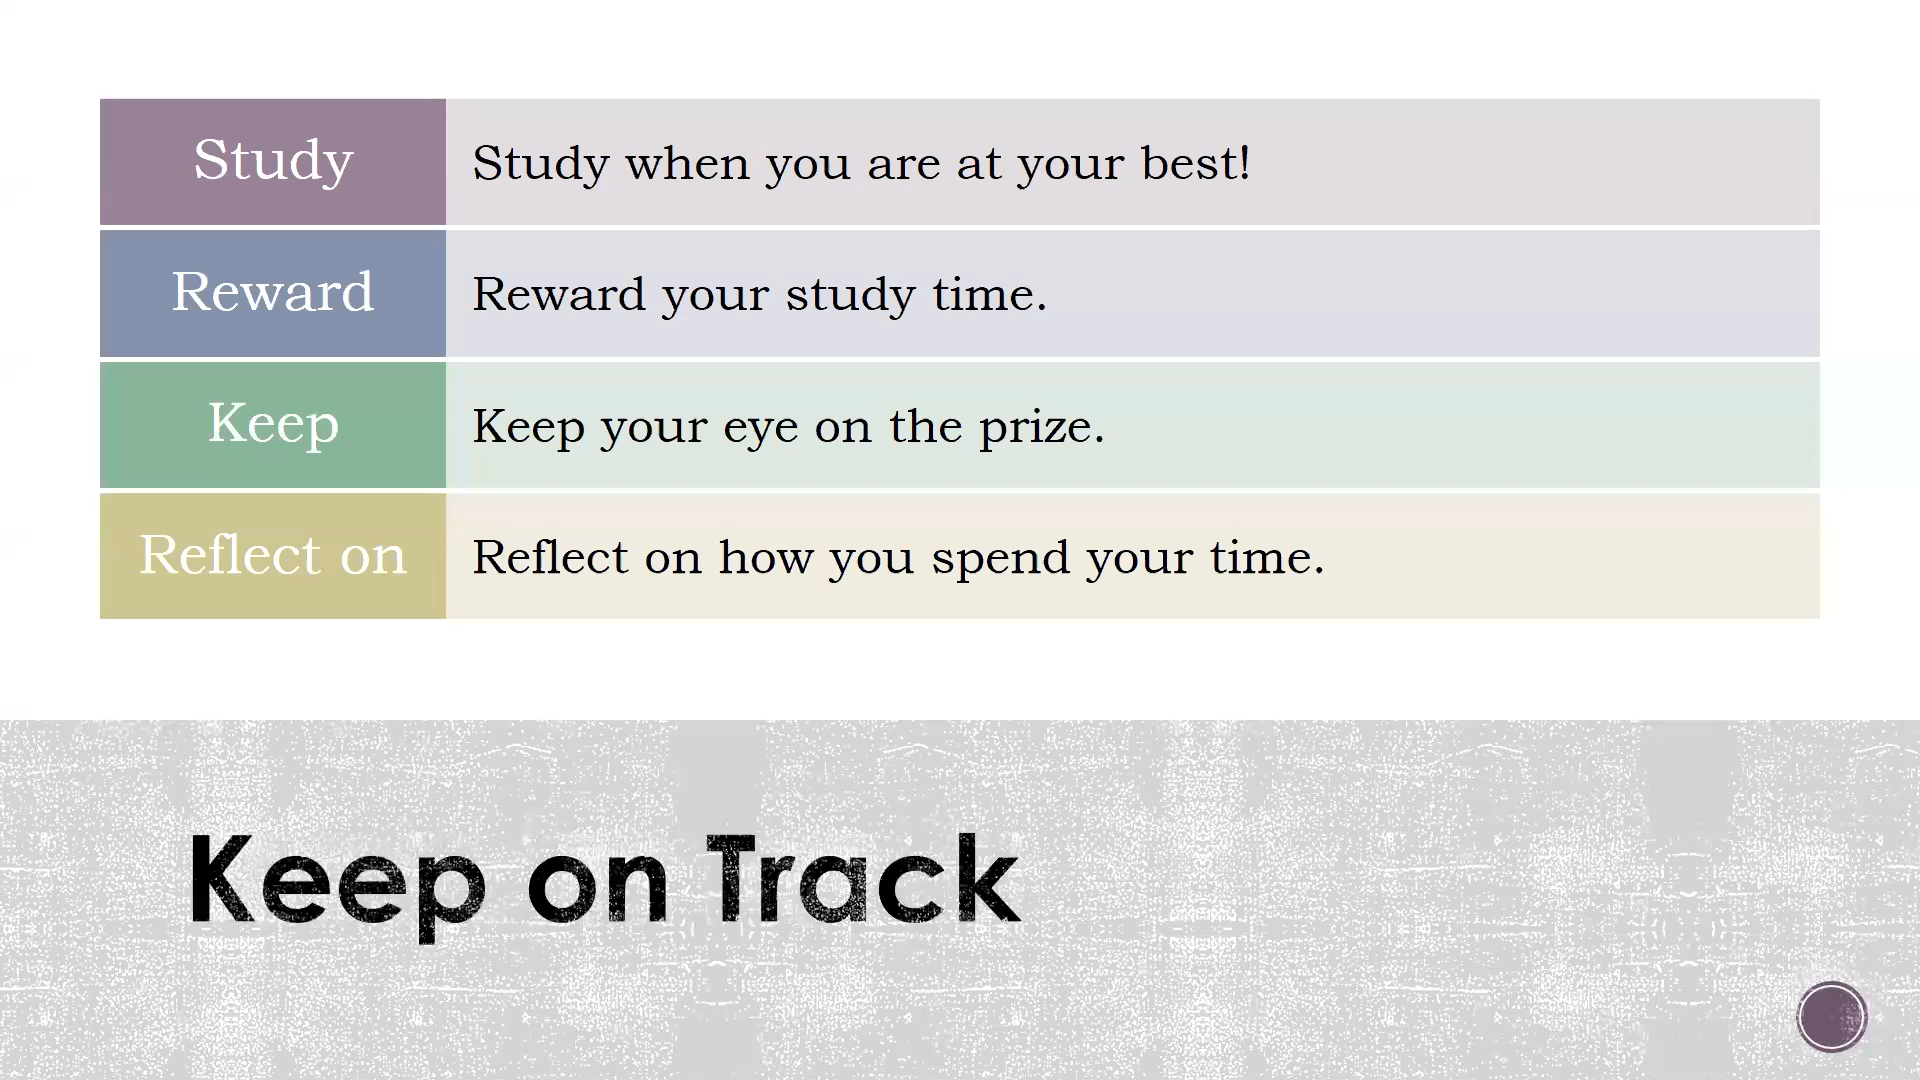 Study
Study when you are at your best!
Reward
Reward your study time.
Keep
Keep your eye on the prize.
Reflect on
Reflect on how you spend your time.
Keep on Track